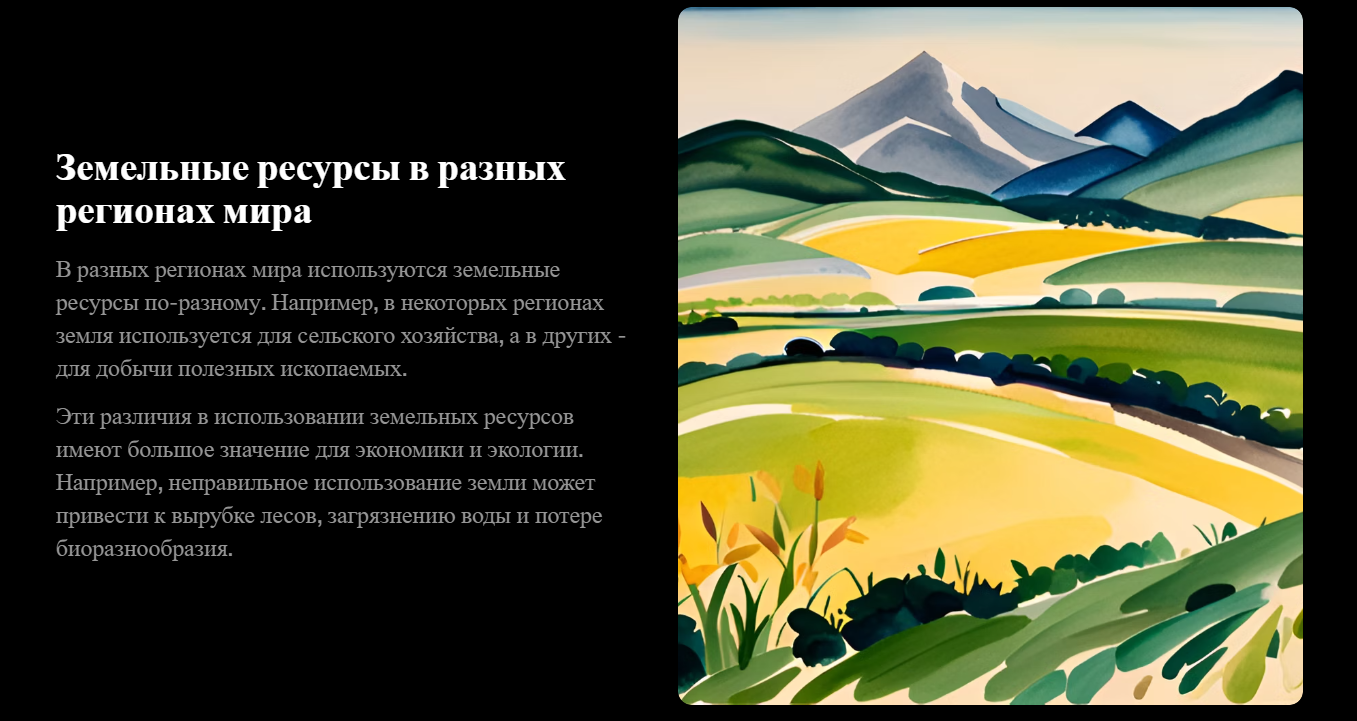 Земельные ресурсы в разных
регионах мира
В разных регионах мира используются земельные
ресурсы по-разному. Например, в некоторых регионах
земля используется для сельского хозяйства, а в других -
для добычи полезных ископаемых.
Эти различия в использовании земельных ресурсов
имеют большое значение для экономики и экологии.
Например, неправильное использование земли может
привести к вырубке лесов, загрязнению воды и потере
биоразнообразия.